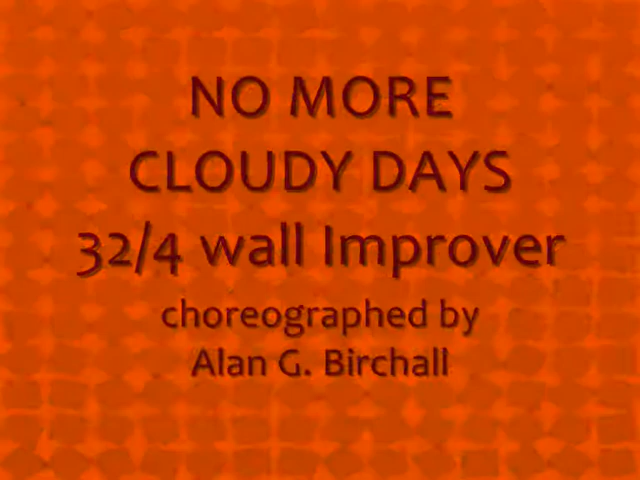 NO MORE
CLOUDY DAYS
32/4 wall Improver
choreographed by
Alan G. Birchall